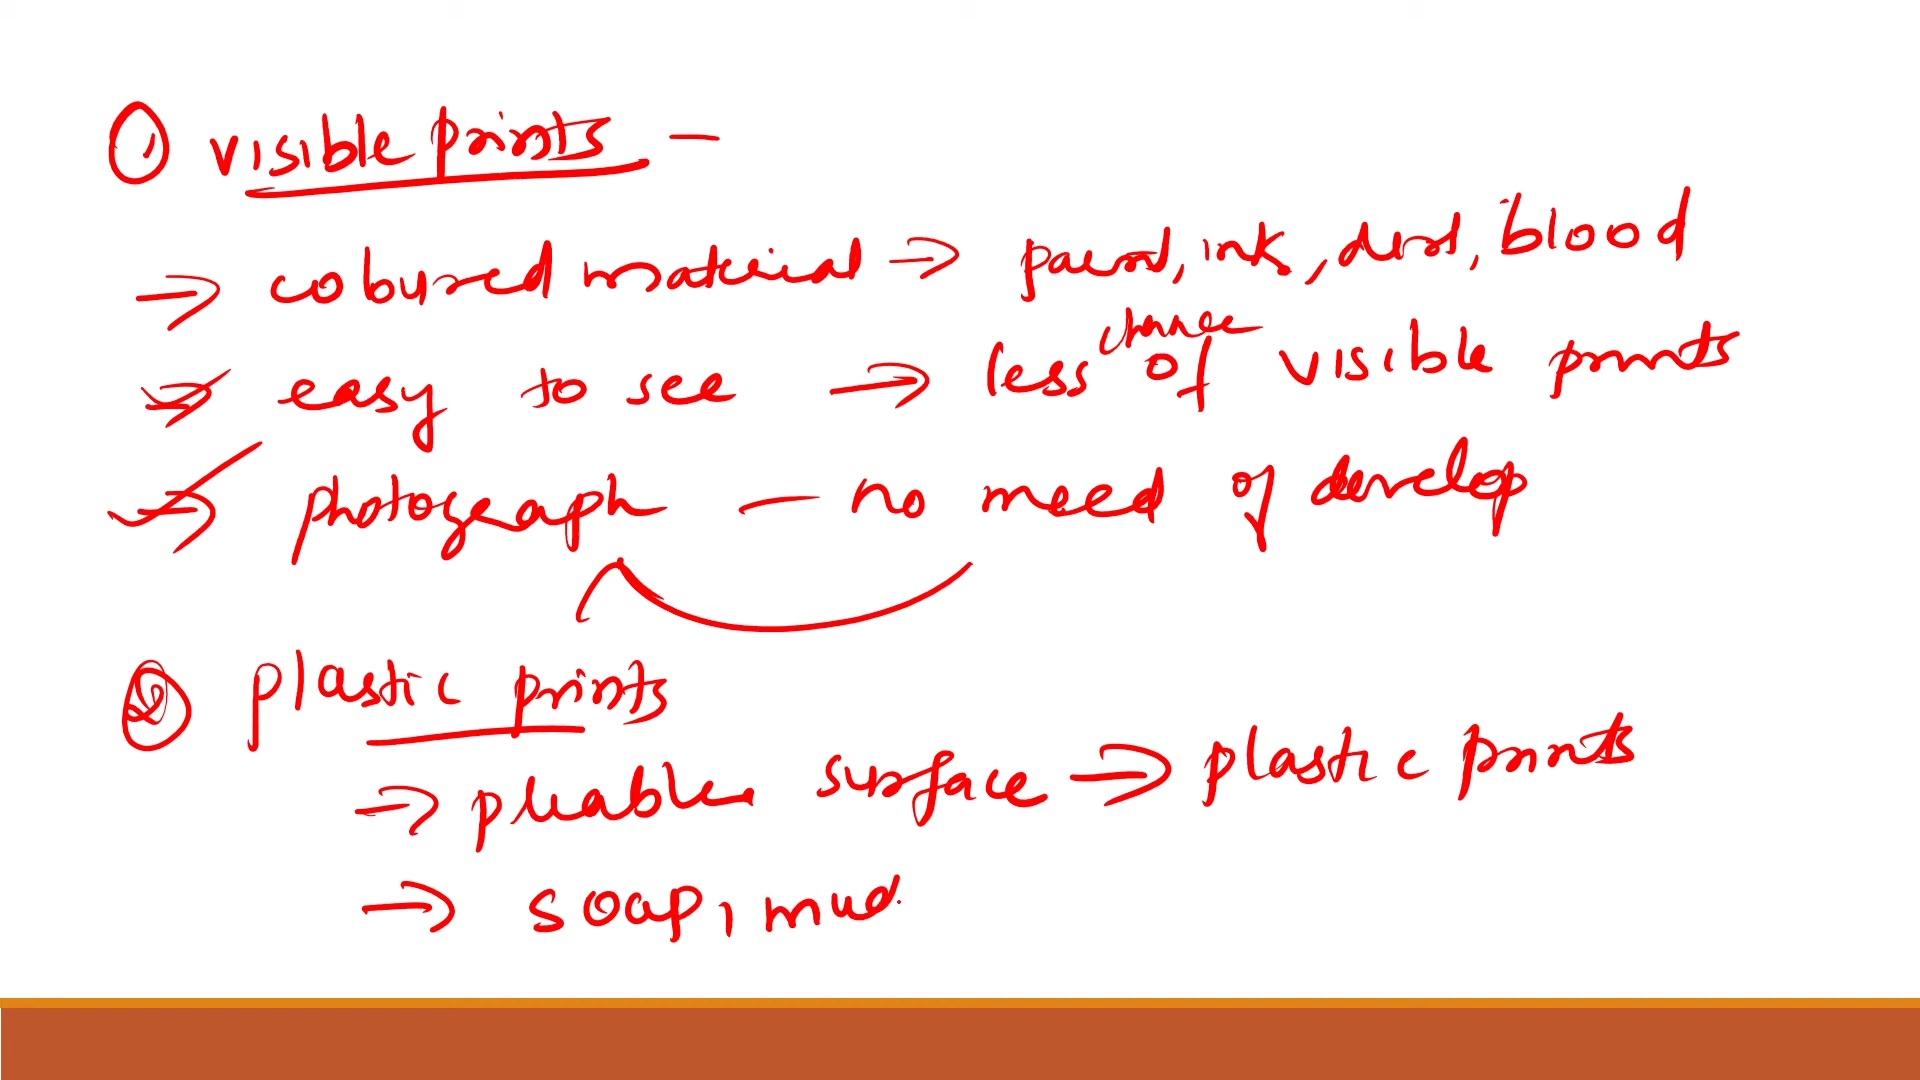 ① visible prints —
→ coloured material → paint, ink, dirt, blood
→ easy to see → less chance of visible prints
→ photograph — no need of develop
② plastic prints
→ pliable surface → plastic prints
→ soap, mud.